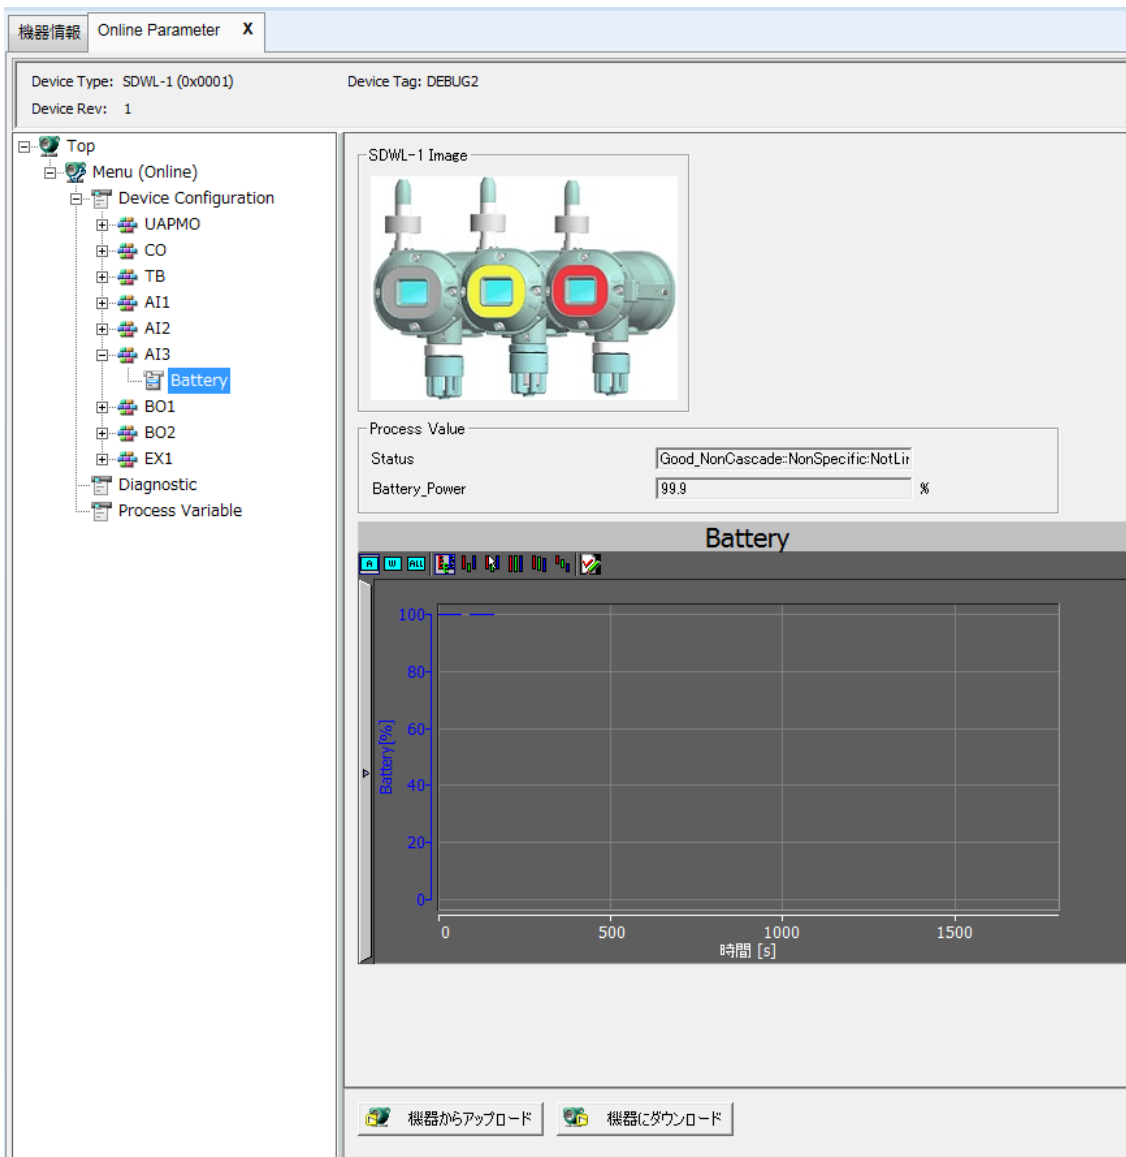 機器情報 Online Parameter X
Device Type: SDWL-1 (0x0001) Device Tag: DEBUG2
Device Rev: 1
Top
Menu (Online)
Device Configuration
UAPMO
CO
TB
AI1
AI2
AI3
Battery
BO1
BO2
EX1
Diagnostic
Process Variable
SDWL-1 Image
Process Value
Status Good_NonCascade::NonSpecific:NotLir
Battery_Power 99.9 %
Battery
A W ALL
100
80
60
40
20
0
Battery[%]
0 500 1000 1500
時間 [s]
機器からアップロード 機器にダウンロード